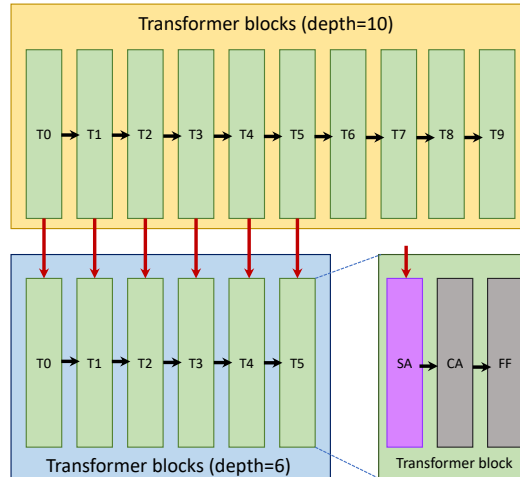 Transformer blocks (depth=10)
T0 T1 T2 T3 T4 T5 T6 T7 T8 T9
T0 T1 T2 T3 T4 T5
Transformer blocks (depth=6)
SA CA FF
Transformer block